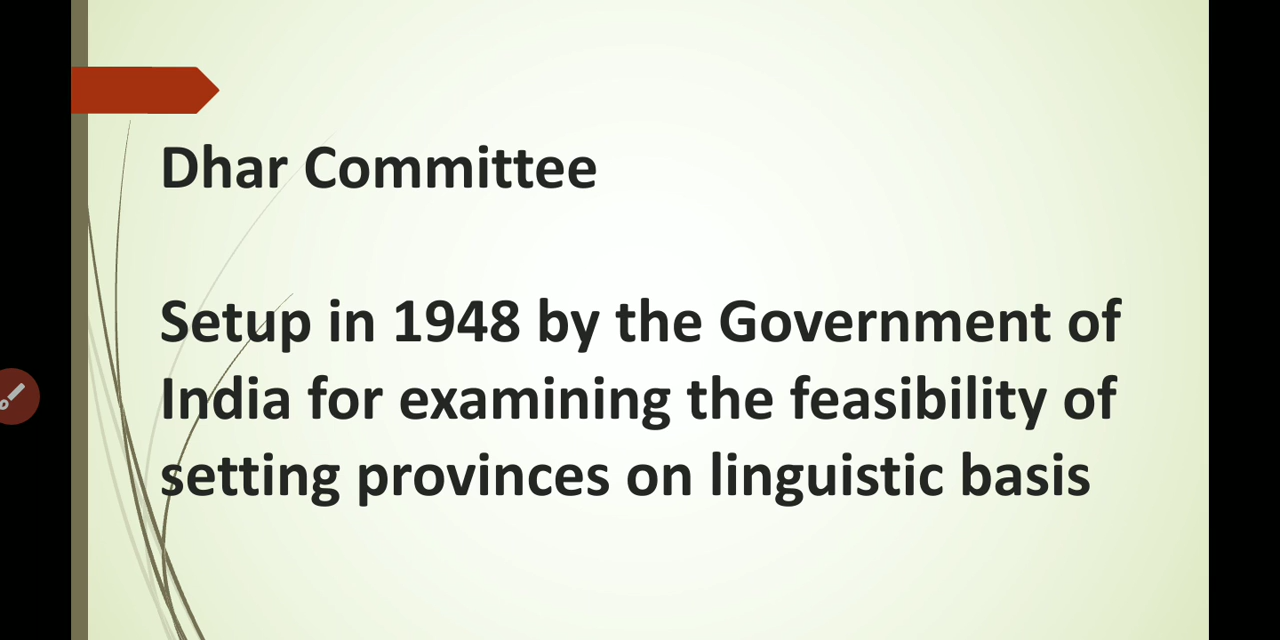 Dhar Committee
Setup in 1948 by the Government of
India for examining the feasibility of
setting provinces on linguistic basis